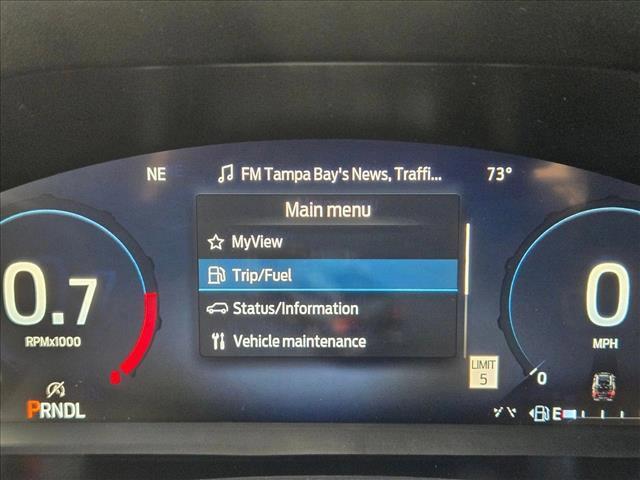 NE FM Tampa Bay's News, Traffi... 73°
Main menu
MyView
Trip/Fuel
Status/Information
Vehicle maintenance
0.7
RPMx1000
8
PRNDL
0
MPH
LIMIT
5
0
E